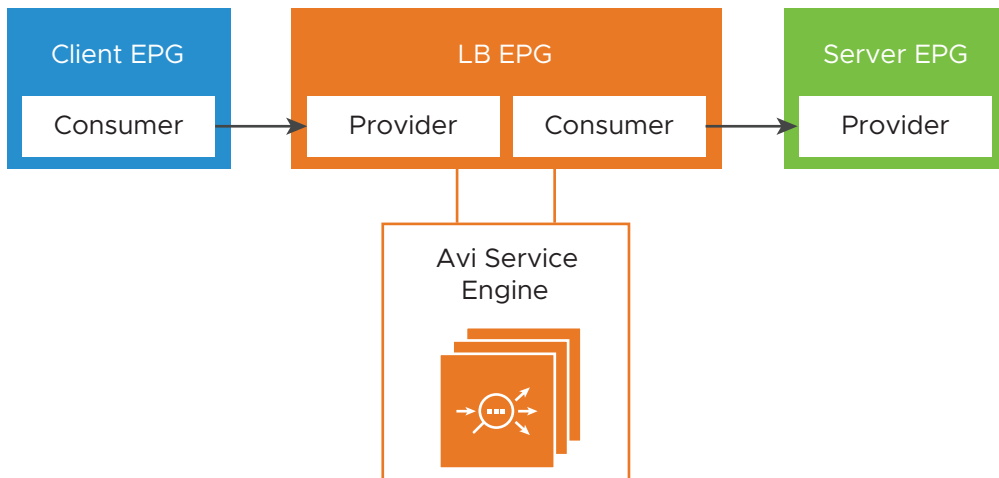 Client EPG
LB EPG
Server EPG
Consumer
Provider
Consumer
Provider
Avi Service
Engine